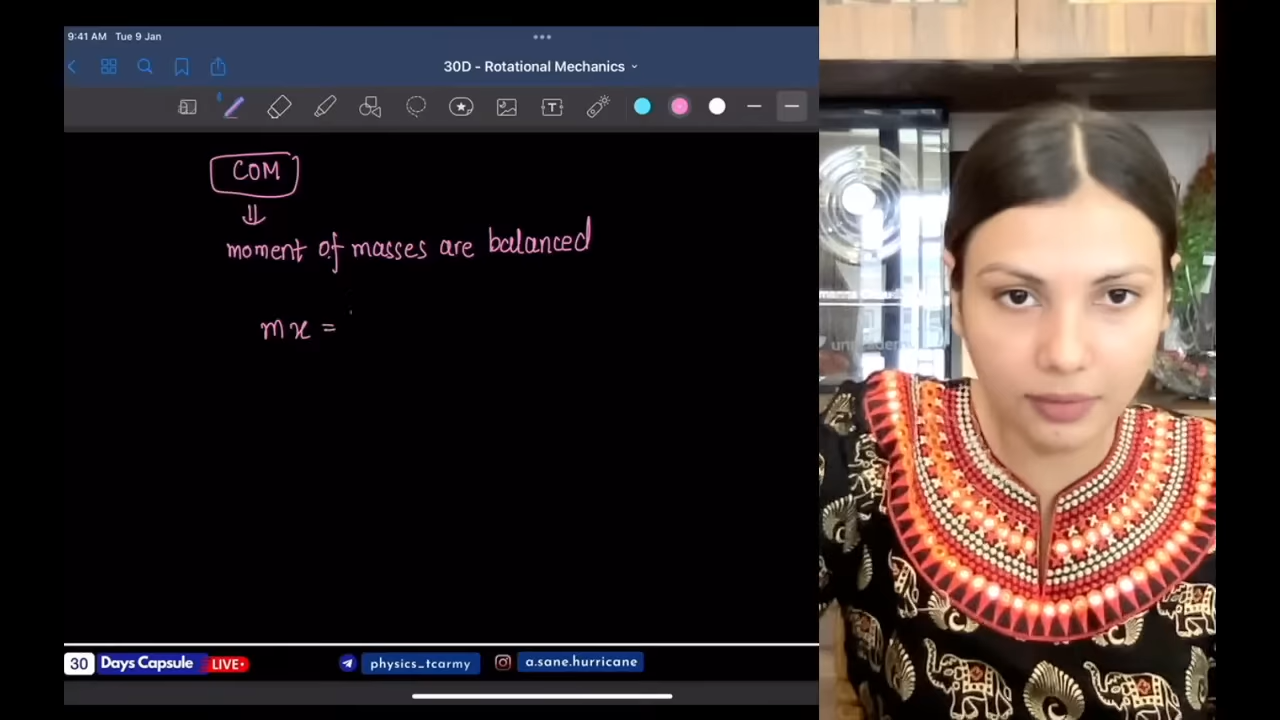 9:41 AM Tue 9 Jan
30D - Rotational Mechanics
COM
moment of masses are balanced
mx =
30 Days Capsule LIVE
physics_tcarmy
a.sane.hurricane